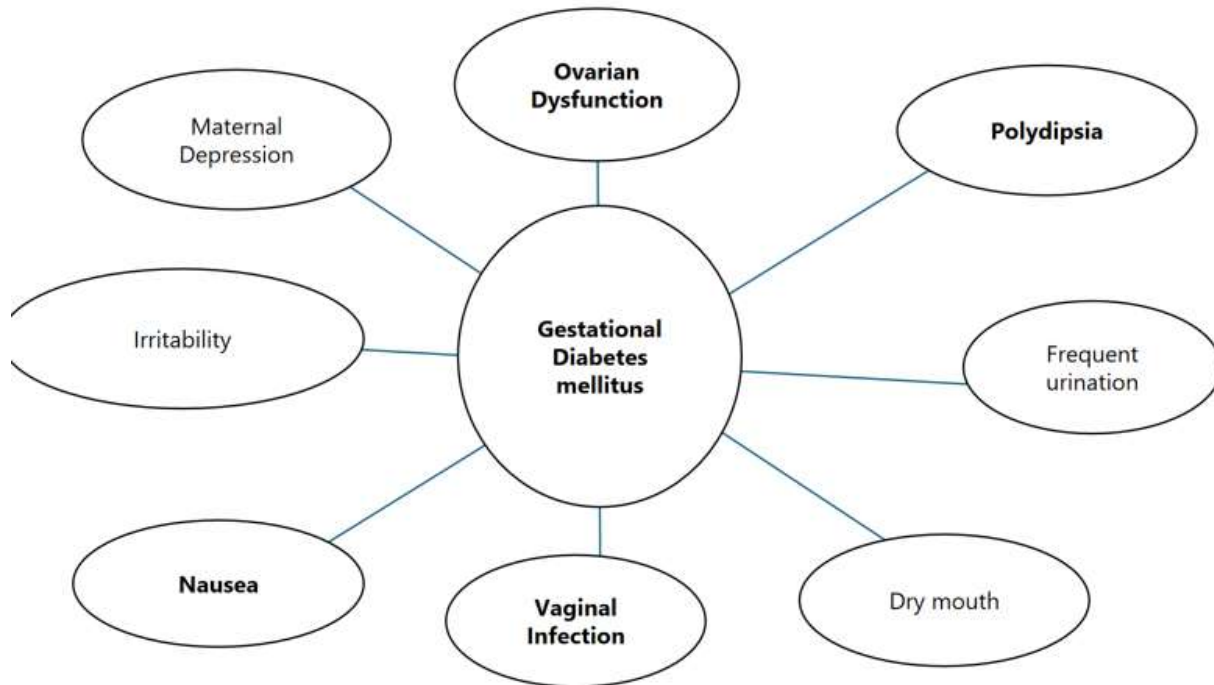 Ovarian
Dysfunction
Maternal
Depression
Polydipsia
Irritability
Gestational
Diabetes
mellitus
Frequent
urination
Nausea
Vaginal
Infection
Dry mouth